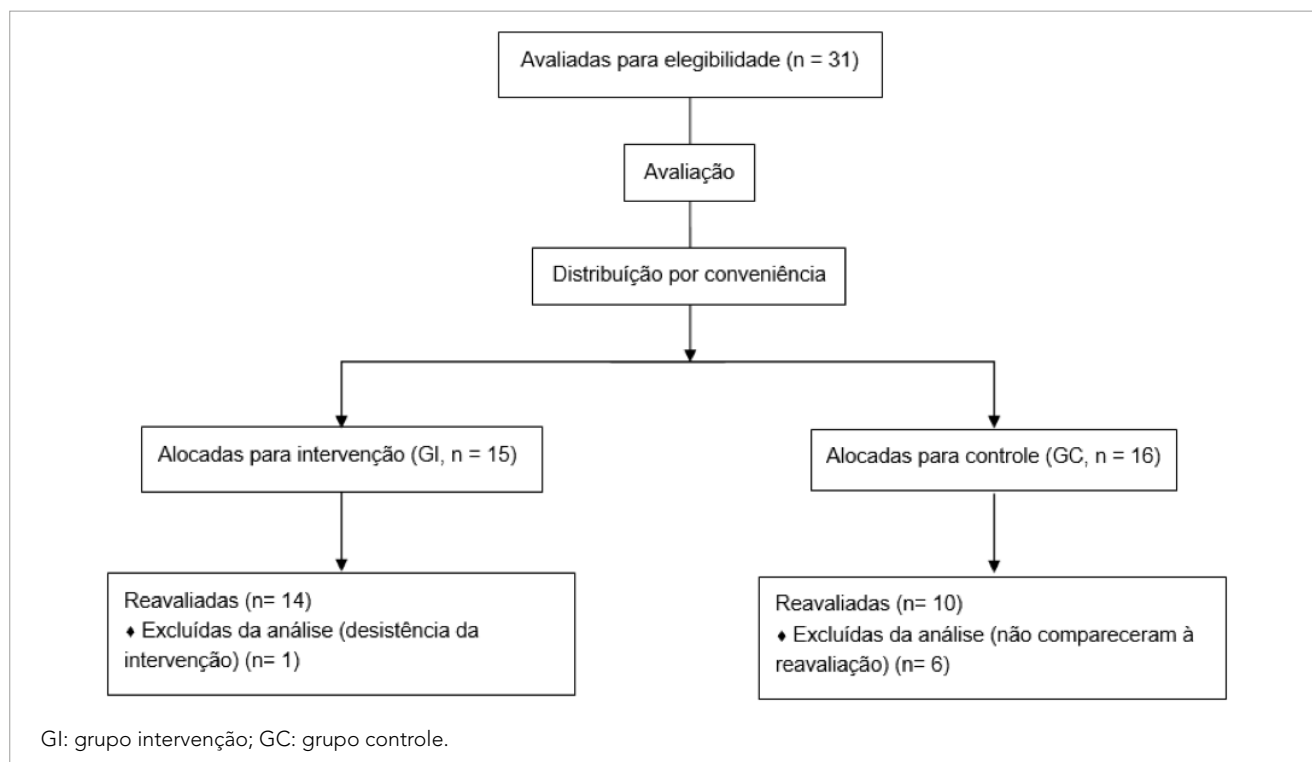 Avaliadas para elegibilidade (n = 31)
Avaliação
Distribuíção por conveniência
Alocadas para intervenção (GI, n = 15)
Alocadas para controle (GC, n = 16)
Reavaliadas (n= 14)
♦ Excluídas da análise (desistência da
intervenção) (n= 1)
Reavaliadas (n= 10)
♦ Excluídas da análise (não compareceram à
reavaliação) (n= 6)
GI: grupo intervenção; GC: grupo controle.